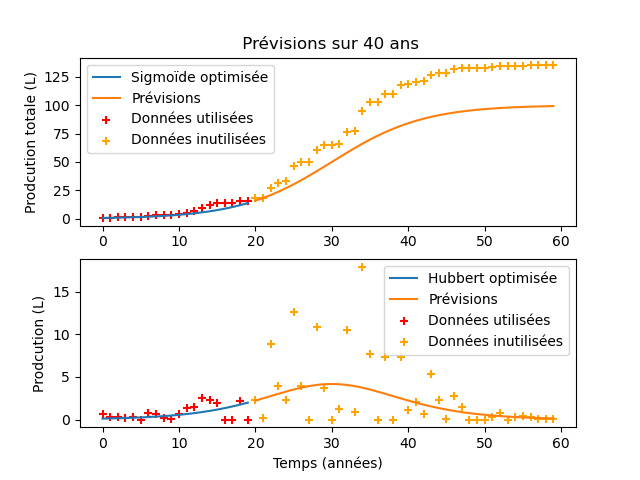 Prévisions sur 40 ans
Prodcution totale (L)
125
100
75
50
25
0
Sigmoïde optimisée
Prévisions
Données utilisées
Données inutilisées
0 10 20 30 40 50 60
Prodcution (L)
15
10
5
0
Hubbert optimisée
Prévisions
Données utilisées
Données inutilisées
0 10 20 30 40 50 60
Temps (années)